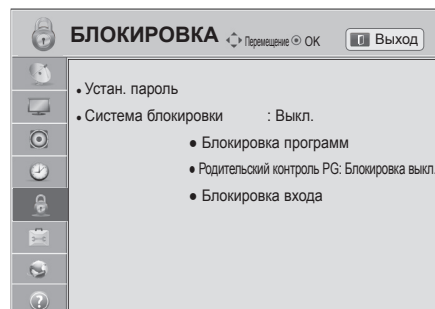 БЛОКИРОВКА Перемещение OK Выход
• Устан. пароль
• Система блокировки : Выкл.
• Блокировка программ
• Родительский контроль PG: Блокировка выкл.
• Блокировка входа